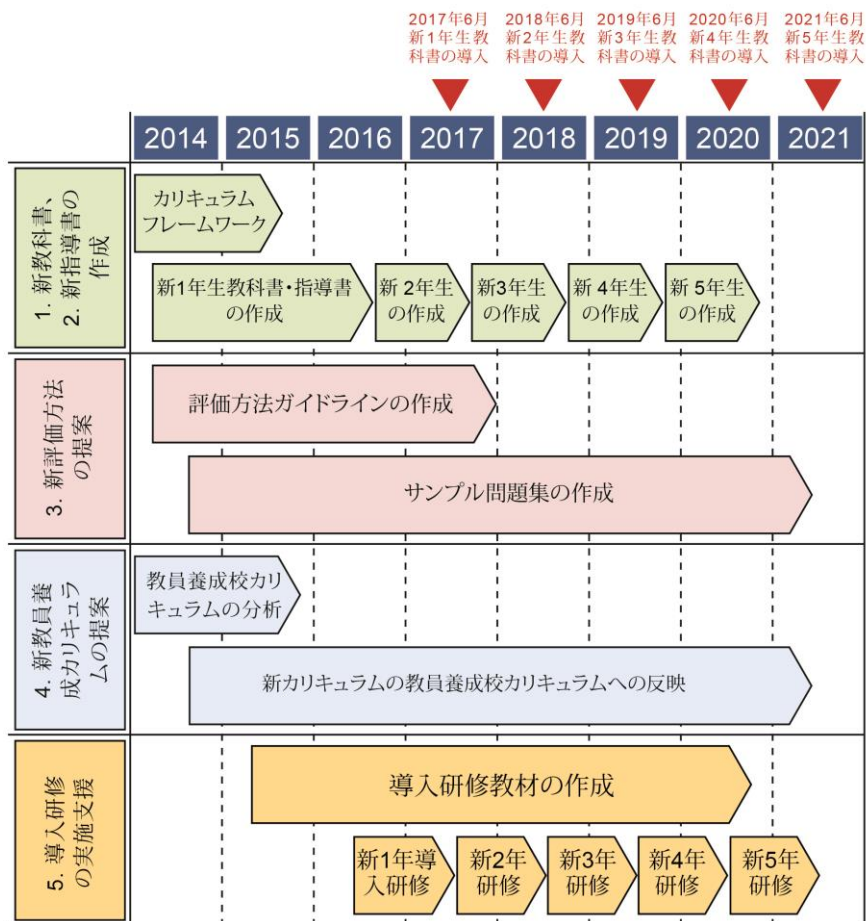 2017年6月
新1年生教
科書の導入
2018年6月
新2年生教
科書の導入
2019年6月
新3年生教
科書の導入
2020年6月
新4年生教
科書の導入
2021年6月
新5年生教
科書の導入
2014
2015
2016
2017
2018
2019
2020
2021
1. 新教科書、
2. 新指導書の
作成
カリキュラム
フレームワーク
新1年生教科書・指導書
の作成
新 2年生
の作成
新3年生
の作成
新 4年生
の作成
新 5年生
の作成
3. 新評価方法
の提案
評価方法ガイドラインの作成
サンプル問題集の作成
4. 新教員養
成カリキュラ
ムの提案
教員養成校カリ
キュラムの分析
新カリキュラムの教員養成校カリキュラムへの反映
5. 導入研修
の実施支援
導入研修教材の作成
新1年導
入研修
新2年
研修
新3年
研修
新4年
研修
新5年
研修